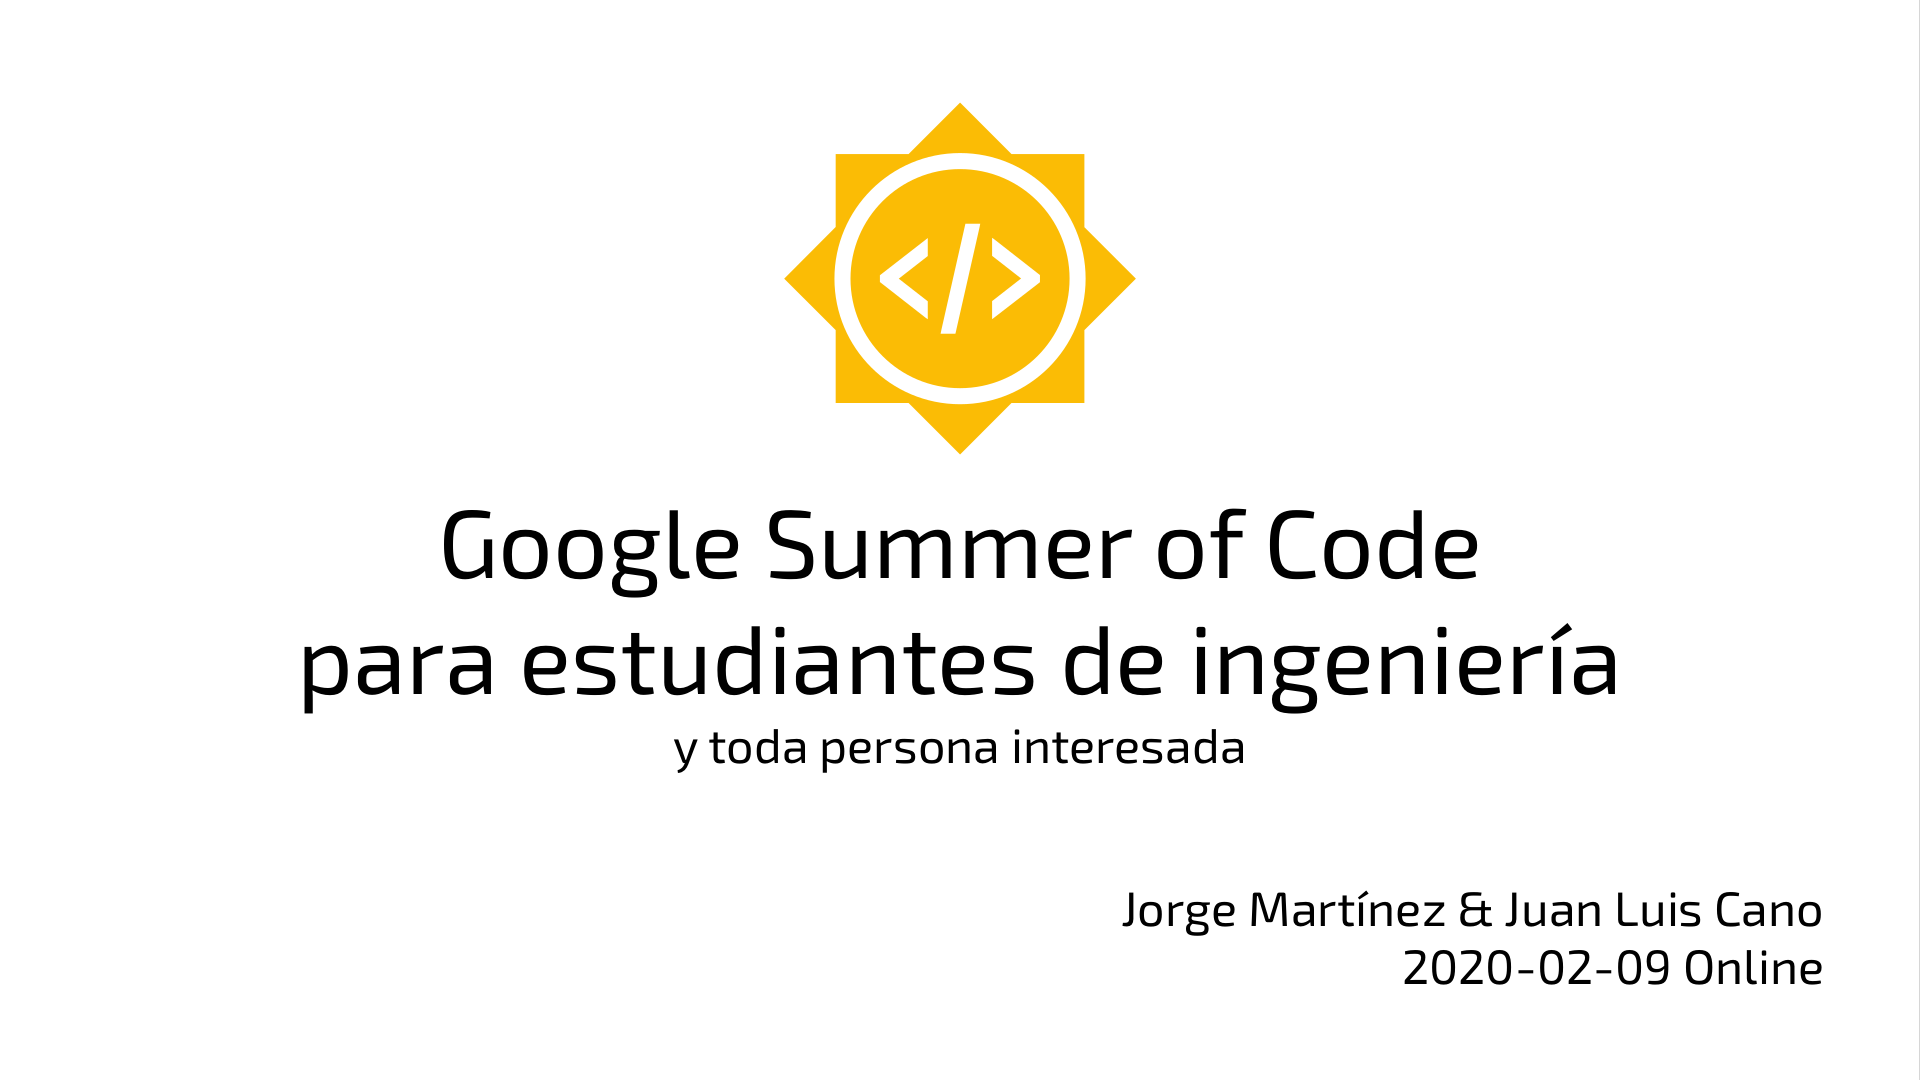 </>
Google Summer of Code
para estudiantes de ingeniería
y toda persona interesada
Jorge Martínez & Juan Luis Cano
2020-02-09 Online